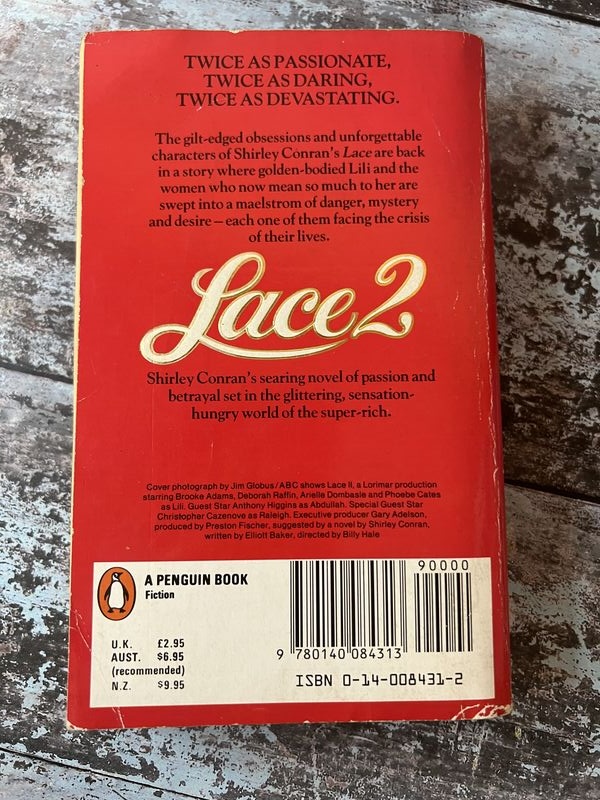 TWICE AS PASSIONATE,
TWICE AS DARING,
TWICE AS DEVASTATING.
The gilt-edged obsessions and unforgettable
characters of Shirley Conran's Lace are back
in a story where golden-bodied Lili and the
women who now mean so much to her are
swept into a maelstrom of danger, mystery
and desire – each one of them facing the crisis
of their lives.
Lace 2
Shirley Conran's searing novel of passion and
betrayal set in the glittering, sensation-
hungry world of the super-rich.
Cover photograph by Jim Globus/ABC shows Lace II, a Lorimar production
starring Brooke Adams, Deborah Raffin, Arielle Dombasle and Phoebe Cates
as Lili. Guest Star Anthony Higgins as Abdullah. Special Guest Star
Christopher Cazenove as Raleigh. Executive producer Gary Adelson,
produced by Preston Fischer, suggested by a novel by Shirley Conran,
written by Elliott Baker, directed by Billy Hale
A PENGUIN BOOK
Fiction
U.K. £2.95
AUST. $6.95
(recommended)
N.Z. $9.95
90000
9 780140 084313
ISBN 0-14-008431-2